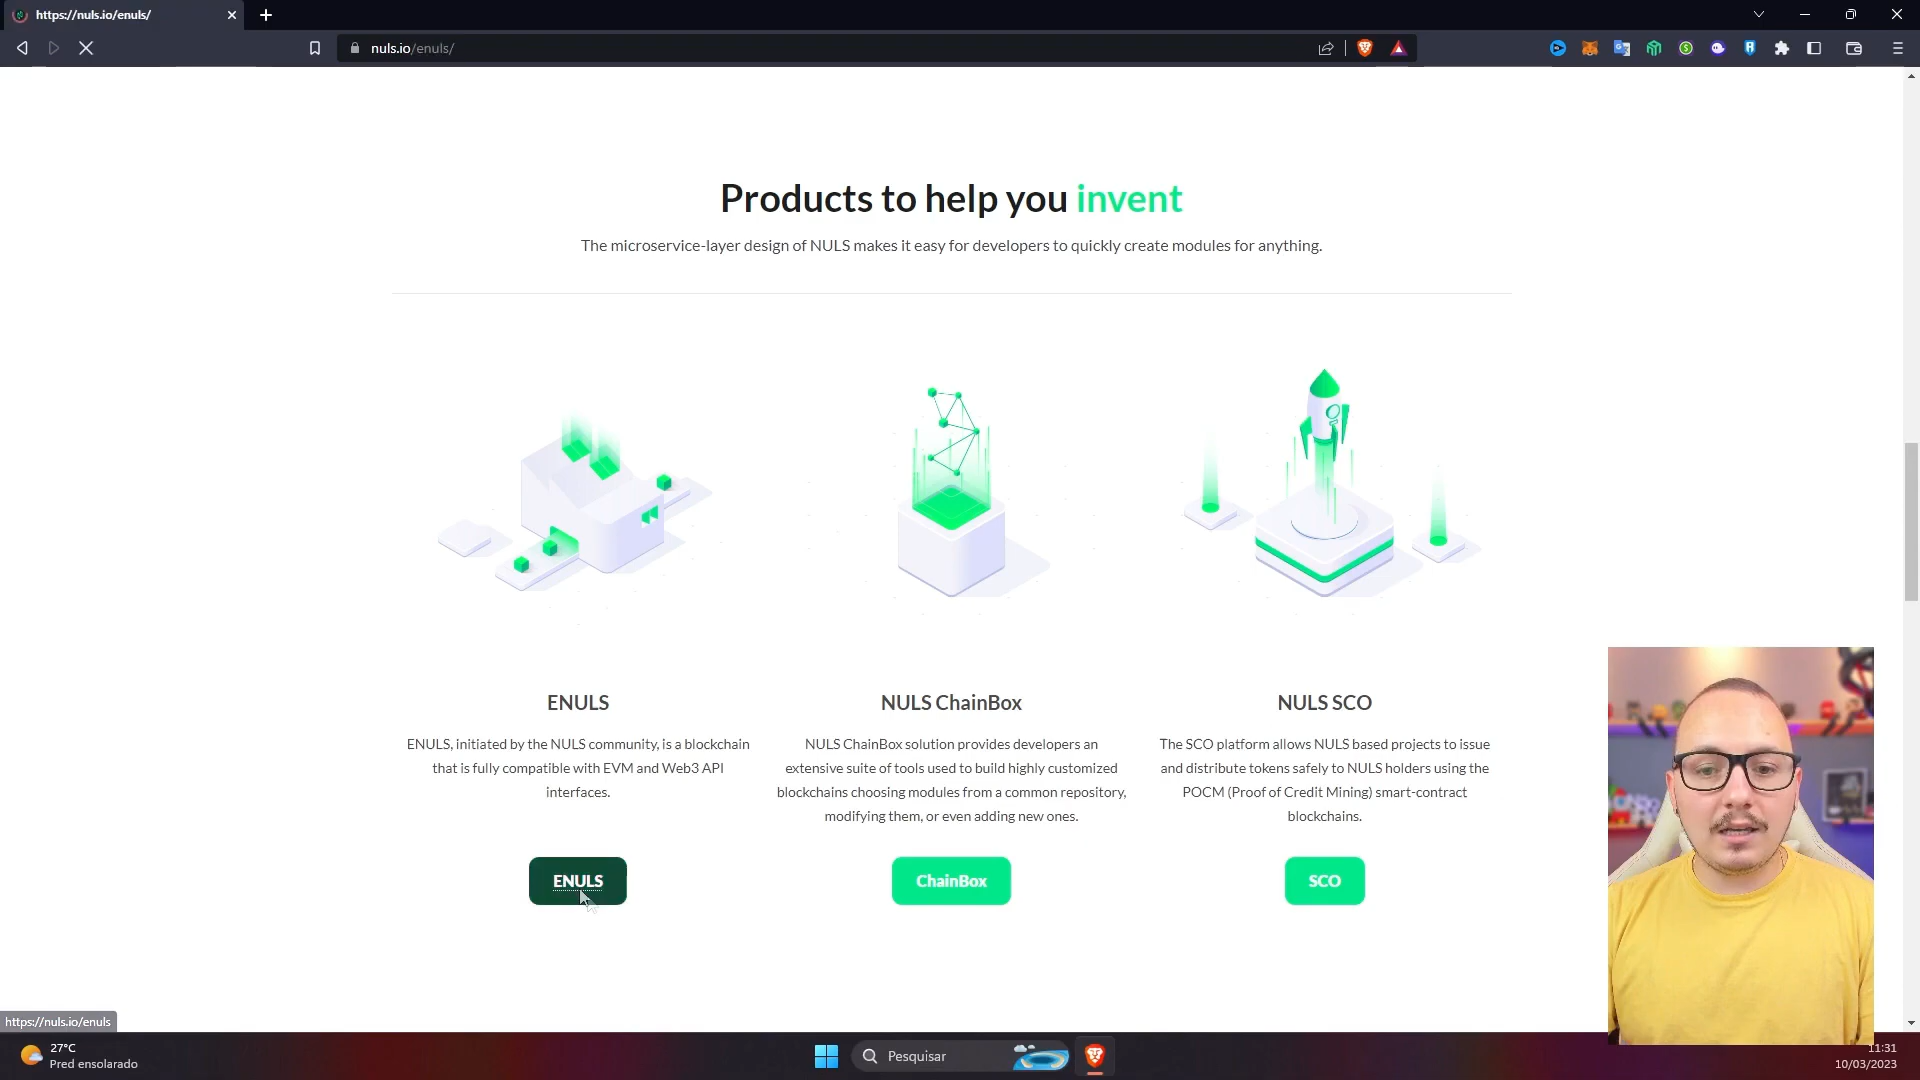 https://nuls.io/enuls/
nuls.io/enuls/
Products to help you invent
The microservice-layer design of NULS makes it easy for developers to quickly create modules for anything.
ENULS
ENULS, initiated by the NULS community, is a blockchain
that is fully compatible with EVM and Web3 API
interfaces.
ENULS
NULS ChainBox
NULS ChainBox solution provides developers an
extensive suite of tools used to build highly customized
blockchains choosing modules from a common repository,
modifying them, or even adding new ones.
ChainBox
NULS SCO
The SCO platform allows NULS based projects to issue
and distribute tokens safely to NULS holders using the
POCM (Proof of Credit Mining) smart-contract
blockchains.
SCO
https://nuls.io/enuls
27°C
Pred ensolarado
Pesquisar
11:31
10/03/2023